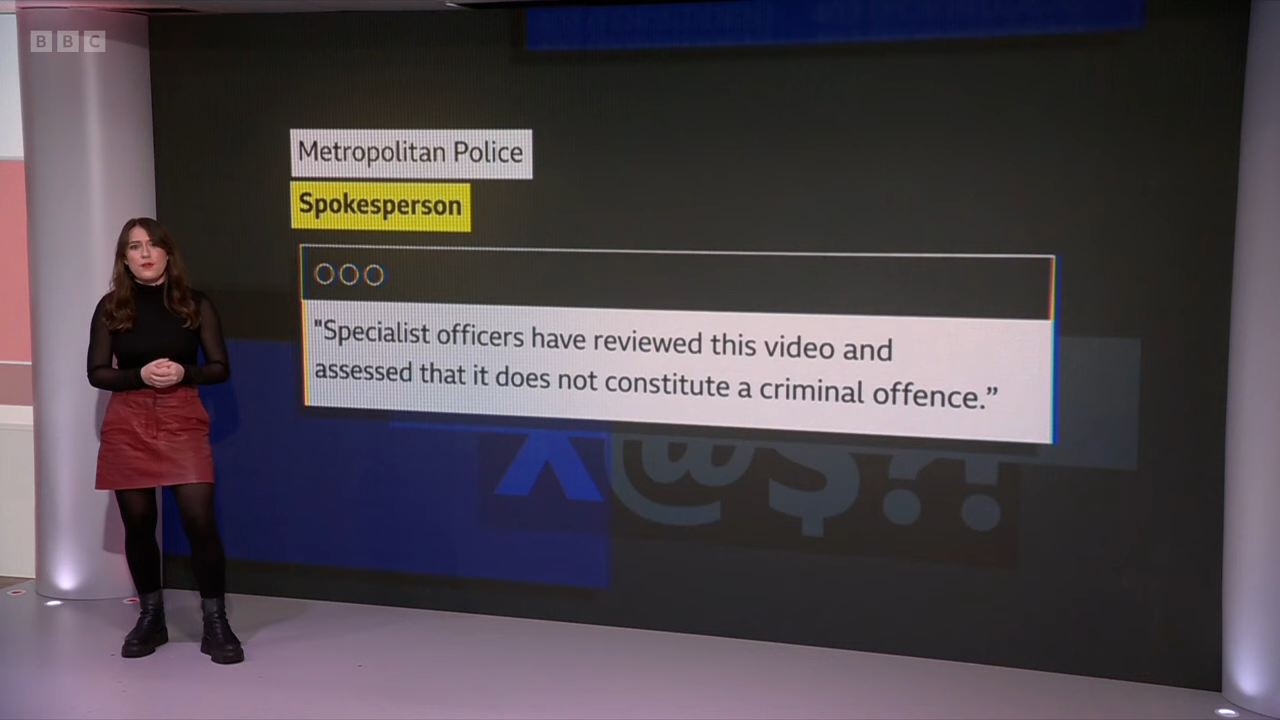 BBC
Metropolitan Police
Spokesperson
"Specialist officers have reviewed this video and
assessed that it does not constitute a criminal offence.”
@$?!